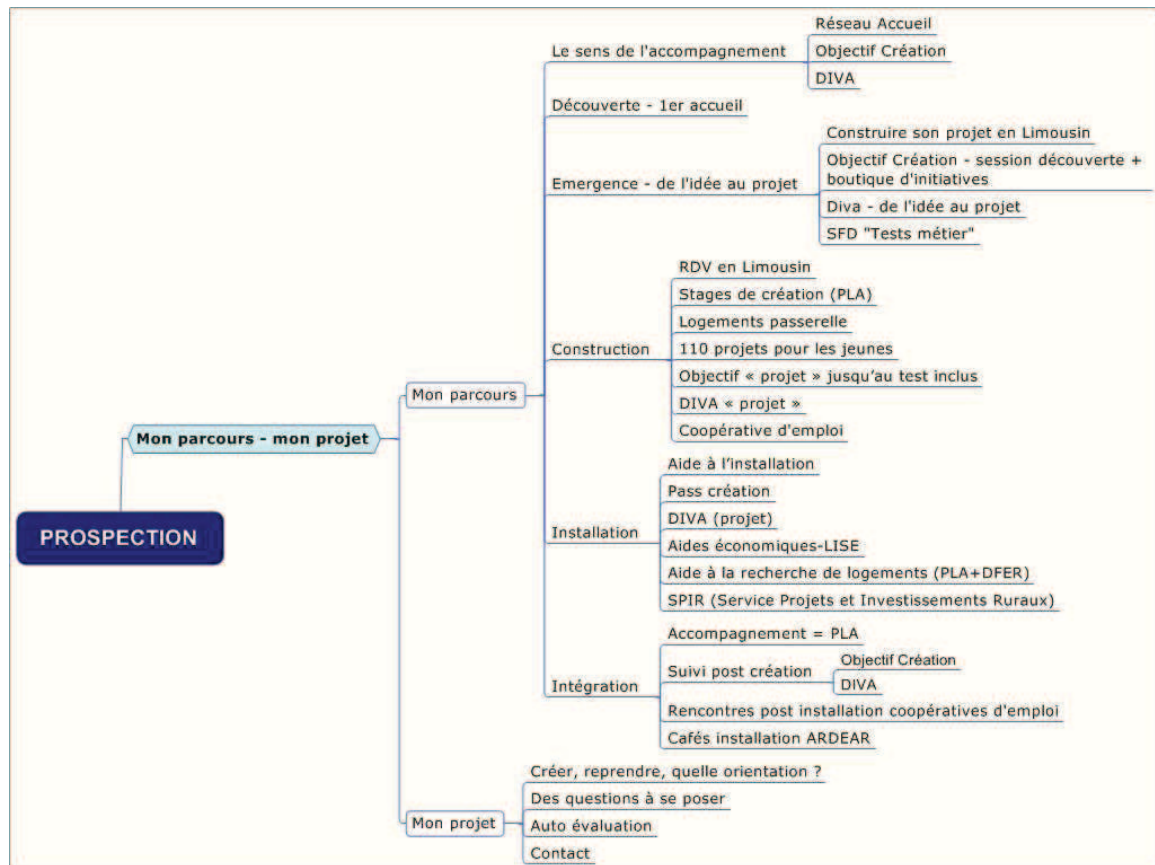 Réseau Accueil
Le sens de l'accompagnement
Objectif Création
DIVA
Découverte - 1er accueil
Construire son projet en Limousin
Objectif Création - session découverte +
boutique d'initiatives
Emergence - de l'idée au projet
Diva - de l'idée au projet
SFD "Tests métier"
RDV en Limousin
Stages de création (PLA)
Logements passerelle
Construction
110 projets pour les jeunes
Objectif « projet » jusqu'au test inclus
DIVA « projet »
Coopérative d'emploi
Mon parcours
Mon parcours - mon projet
PROSPECTION
Aide à l'installation
Pass création
DIVA (projet)
Installation
Aides économiques-LISE
Aide à la recherche de logements (PLA+DFER)
SPIR (Service Projets et Investissements Ruraux)
Accompagnement = PLA
Intégration
Suivi post création
Objectif Création
DIVA
Rencontres post installation coopératives d'emploi
Cafés installation ARDEAR
Mon projet
Créer, reprendre, quelle orientation ?
Des questions à se poser
Auto évaluation
Contact